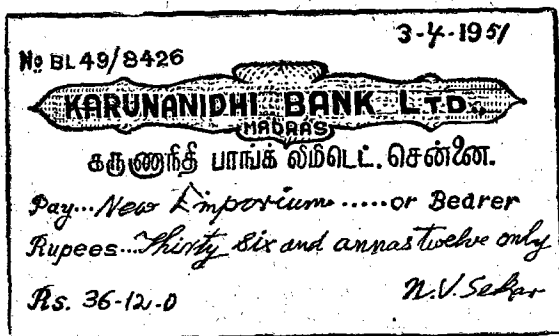 3-4-1951
No BL49/8426
KARUNANIDHI BANK LTD.,
MADRAS
கருணாநிதி பாங்க் லிமிடெட். சென்னை.
Pay...New Emporium.....or Bearer
Rupees...Thirty Six and annas twelve only
Rs. 36-12-0
N.V. Sekar